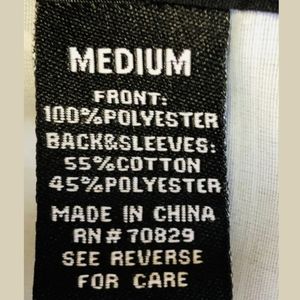 MEDIUM
FRONT:
100%POLYESTER
BACK&SLEEVES:
55%COTTON
45%POLYESTER
MADE IN CHINA
RN#70829
SEE REVERSE
FOR CARE